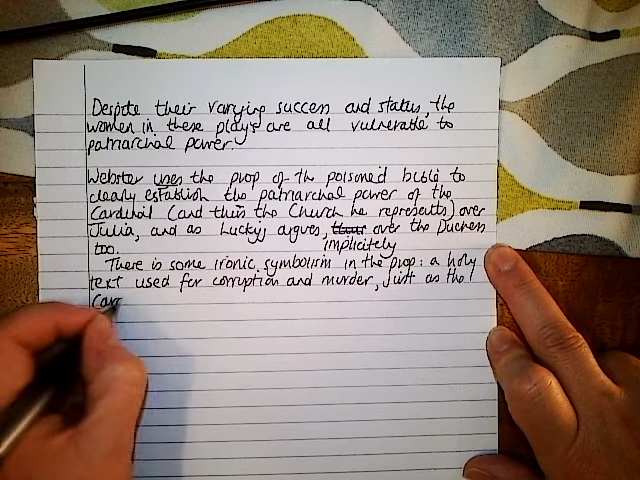 Despite their varying success and status, the
women in these plays are all vulnerable to
patriarchal power.
Webster uses the prop of the poisoned bible to
clearly establish the patriarchal power of the
Cardinal (and thus the Church he represents) over
Julia, and as Luckyj argues, over the Duchess
too. implicitely
There is some ironic symbolism in the prop: a holy
text used for corruption and murder, just as the
Car